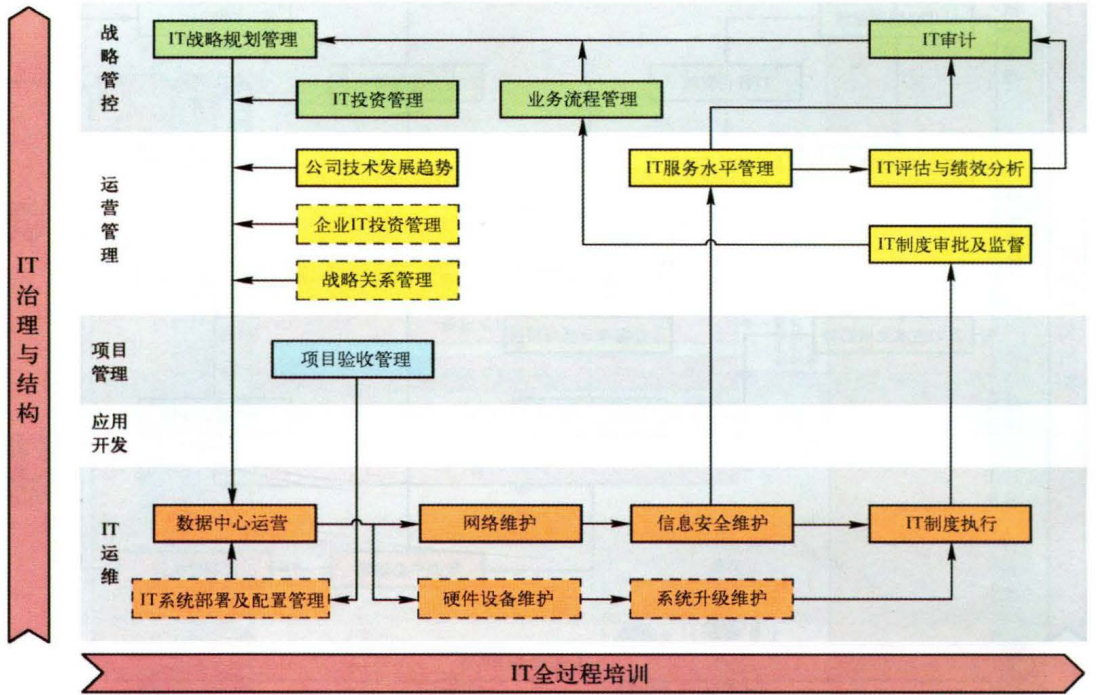 IT治理与结构
战略管控
IT战略规划管理
IT审计
IT投资管理
业务流程管理
运营管理
公司技术发展趋势
IT服务水平管理
IT评估与绩效分析
企业IT投资管理
IT制度审批及监督
战略关系管理
项目
管理
项目验收管理
应用
开发
IT运维
数据中心运营
网络维护
信息安全维护
IT制度执行
IT系统部署及配置管理
硬件设备维护
系统升级维护
IT全过程培训